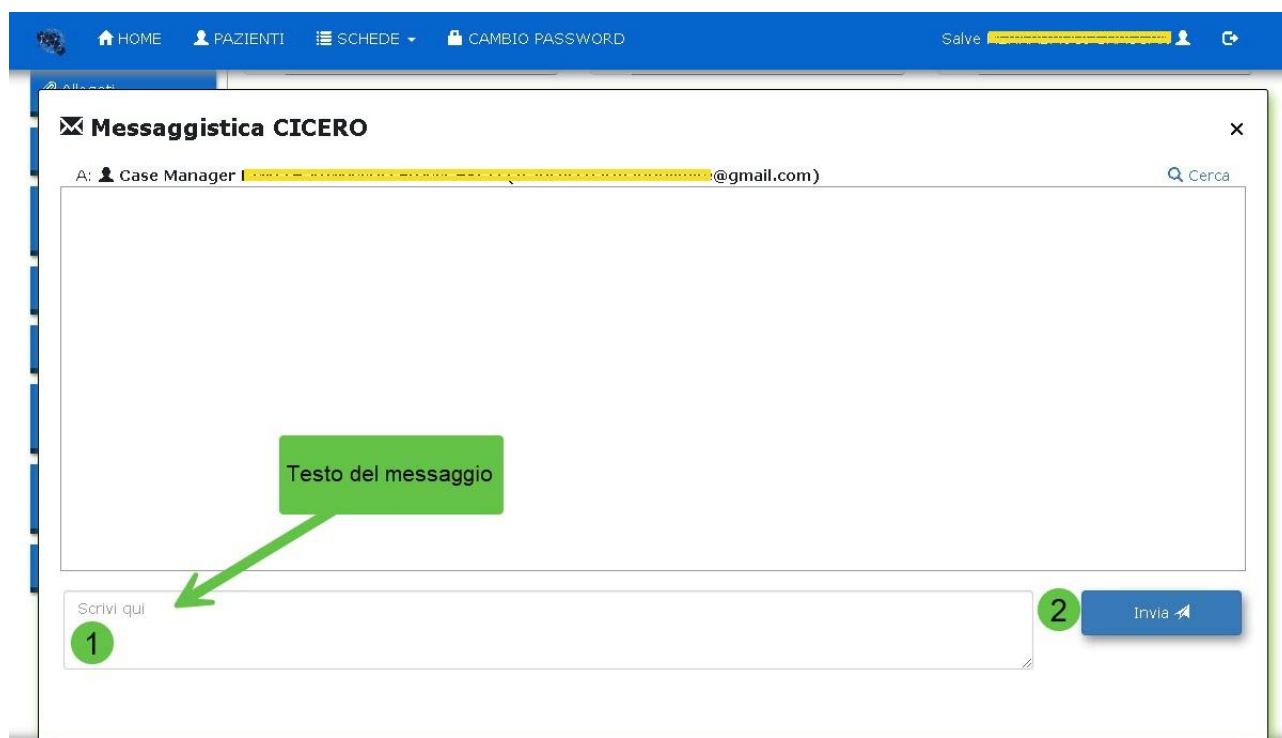 HOME PAZIENTI SCHEDE CAMBIO PASSWORD Salve
Allegati
Messaggistica CICERO ×
A: Case Manager @gmail.com) Cerca
Testo del messaggio
Scrivi qui
1
2 Invia